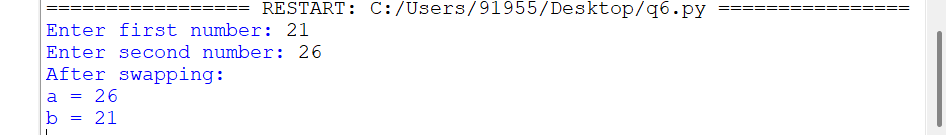 ================= RESTART: C:/Users/91955/Desktop/q6.py ================
Enter first number: 21
Enter second number: 26
After swapping:
a = 26
b = 21